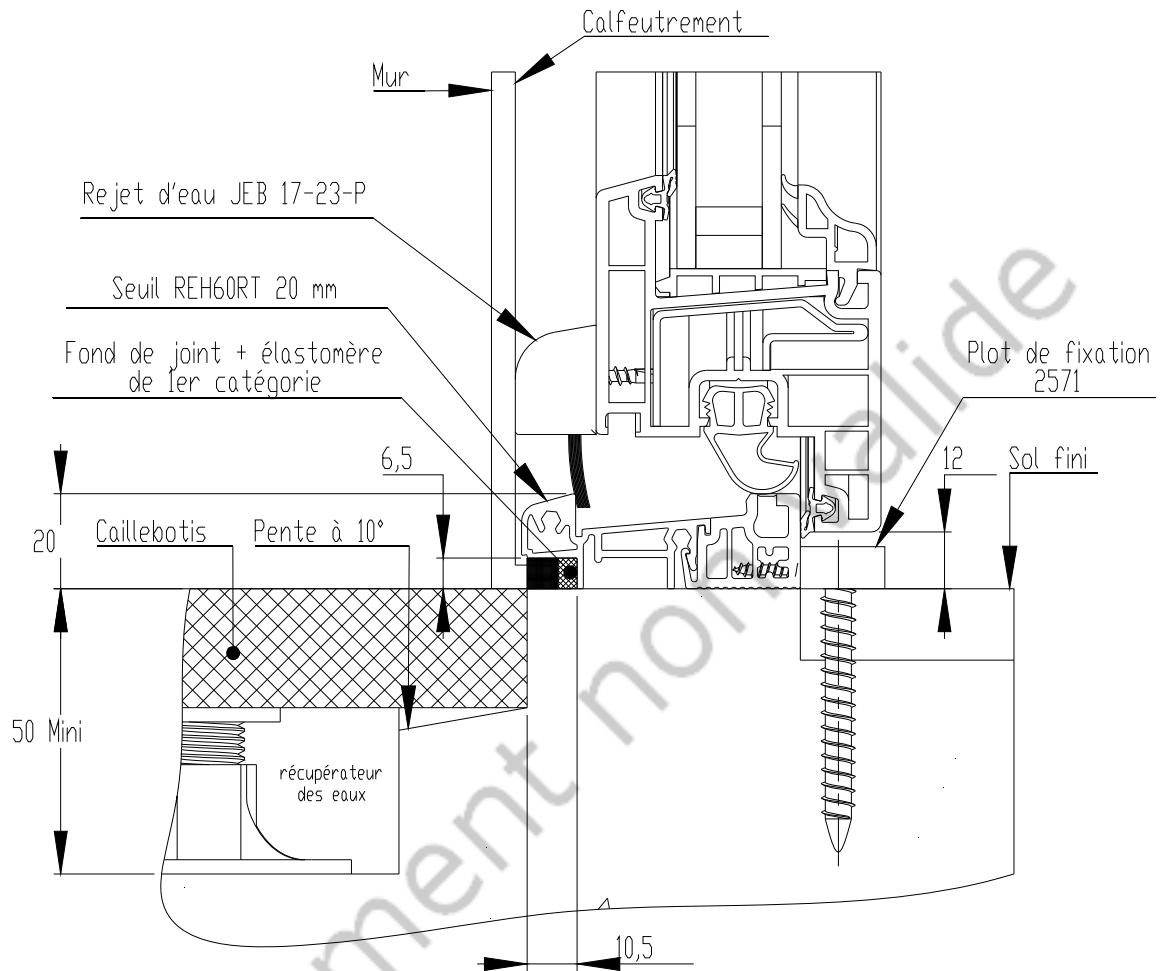 Calfeutrement
Mur
Rejet d'eau JEB 17-23-P
Seuil REH60RT 20 mm
Fond de joint + élastomère
de 1er catégorie
Plot de fixation
2571
6,5
12
Sol fini
20
Caillebotis
Pente à 10°
50 Mini
récupérateur
des eaux
10,5
ment non valide